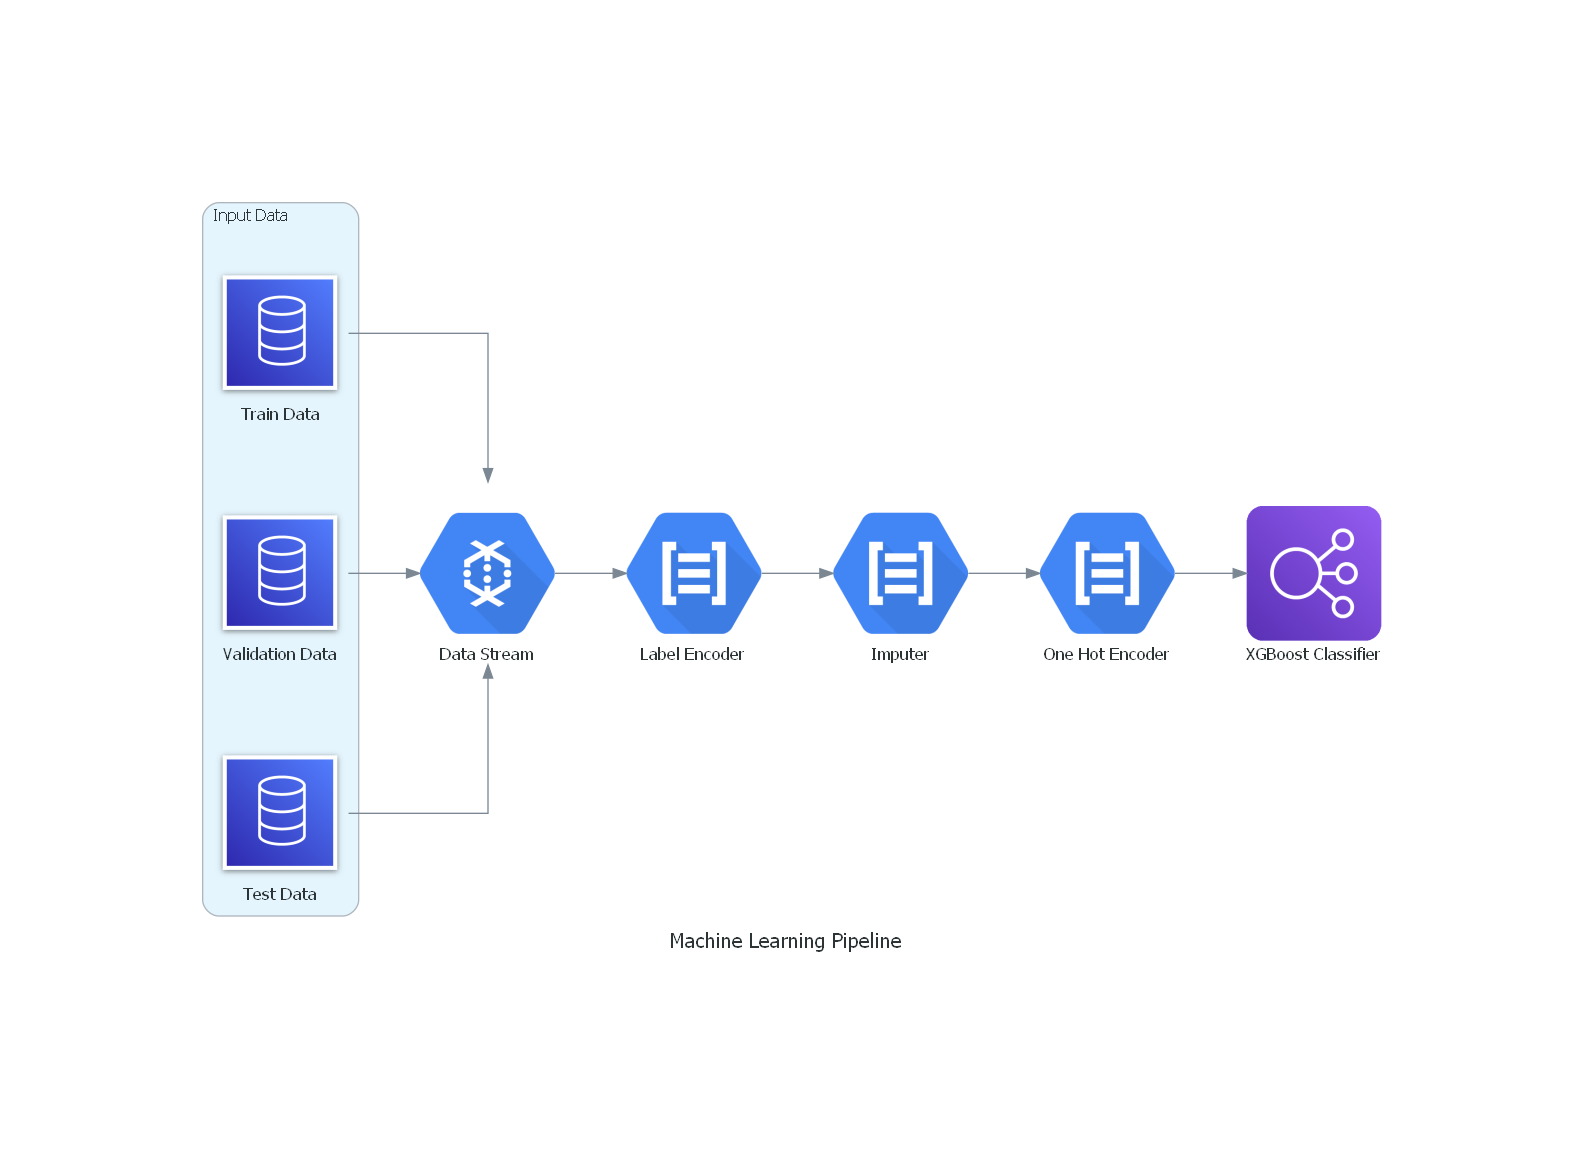 Input Data
Train Data
Validation Data
Test Data
Data Stream
Label Encoder
Imputer
One Hot Encoder
XGBoost Classifier
Machine Learning Pipeline